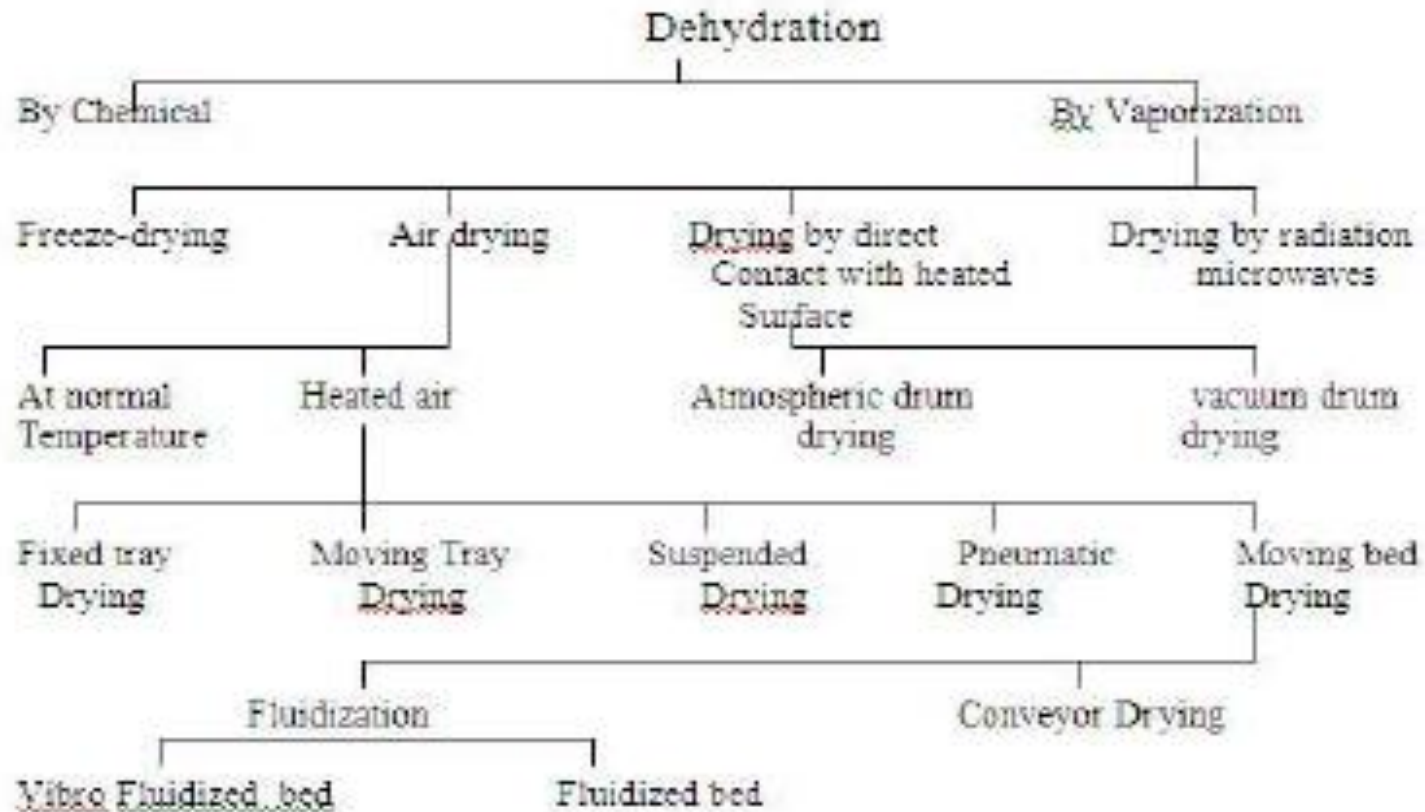 Dehydration
By Chemical By Vaporization
Freeze-drying Air drying Drying by direct Drying by radiation
Contact with heated microwaves
Surface
At normal Heated air Atmospheric drum vacuum drum
Temperature drying drying
Fixed tray Moving Tray Suspended Pneumatic Moving bed
Drying Drying Drying Drying Drying
Fluidization Conveyor Drying
Vibro Fluidized bed Fluidized bed